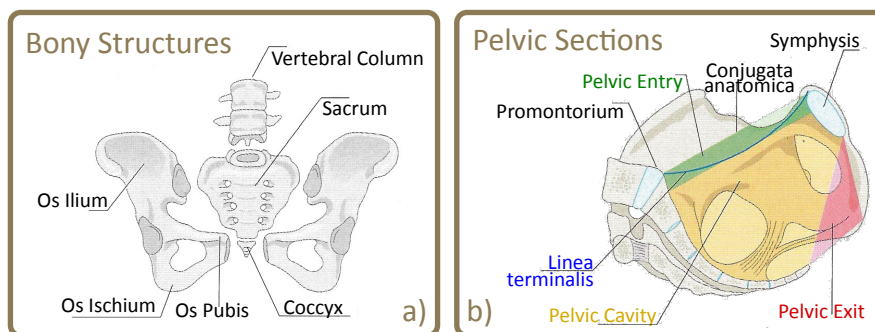 Bony Structures
Vertebral Column
Sacrum
Os Ilium
Os Ischium
Os Pubis
Coccyx
a)
Pelvic Sections
Symphysis
Pelvic Entry
Conjugata
anatomica
Promontorium
Linea
terminalis
Pelvic Cavity
Pelvic Exit
b)